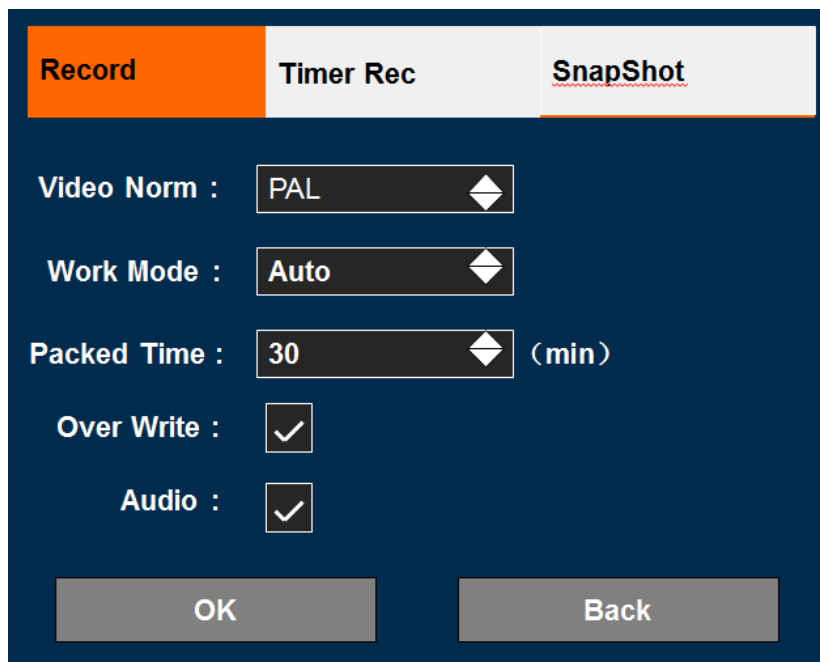 Record Timer Rec SnapShot
Video Norm : PAL
Work Mode : Auto
Packed Time : 30 （min）
Over Write :
Audio :
OK Back